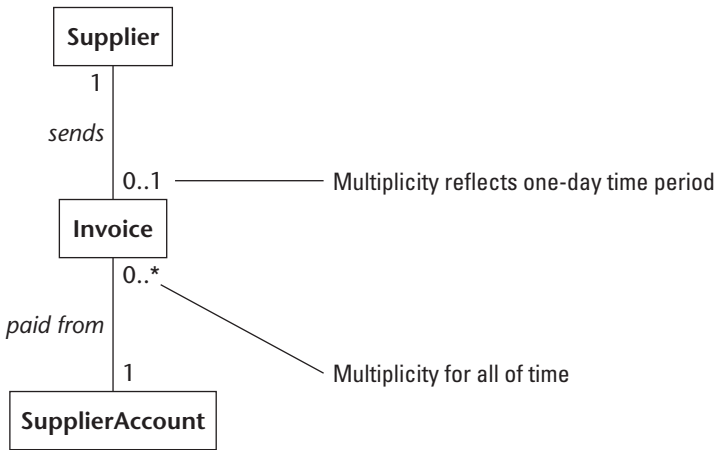 Supplier
1
sends
0..1
Multiplicity reflects one-day time period
Invoice
0..*
paid from
Multiplicity for all of time
1
SupplierAccount